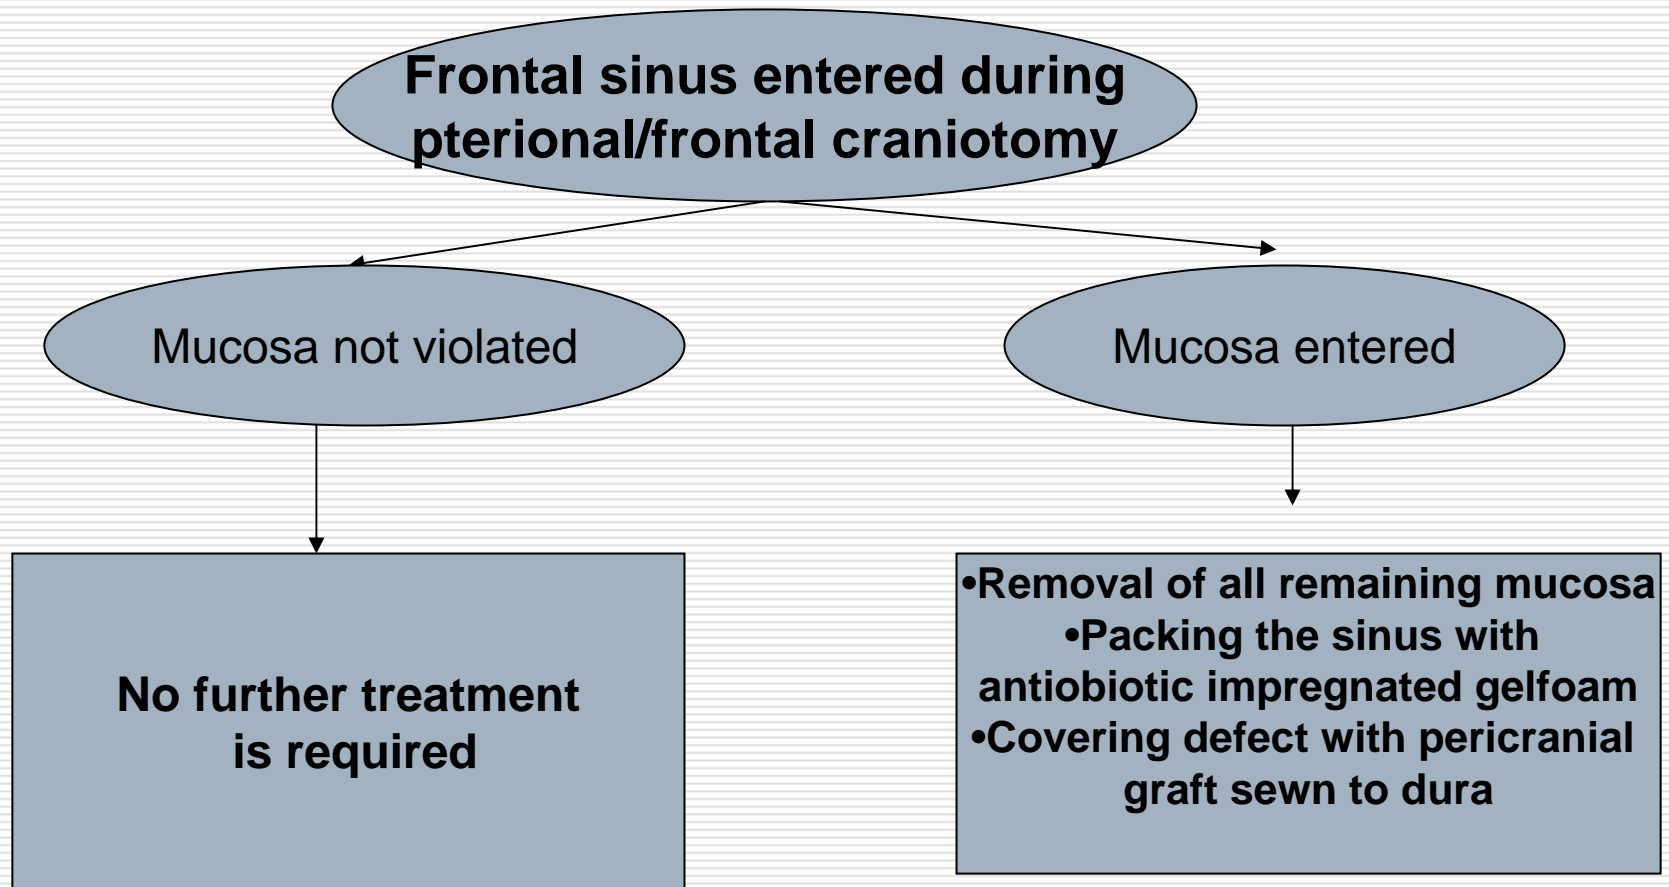 Frontal sinus entered during
pterional/frontal craniotomy
Mucosa not violated
Mucosa entered
No further treatment
is required
•Removal of all remaining mucosa
•Packing the sinus with
antiobiotic impregnated gelfoam
•Covering defect with pericranial
graft sewn to dura